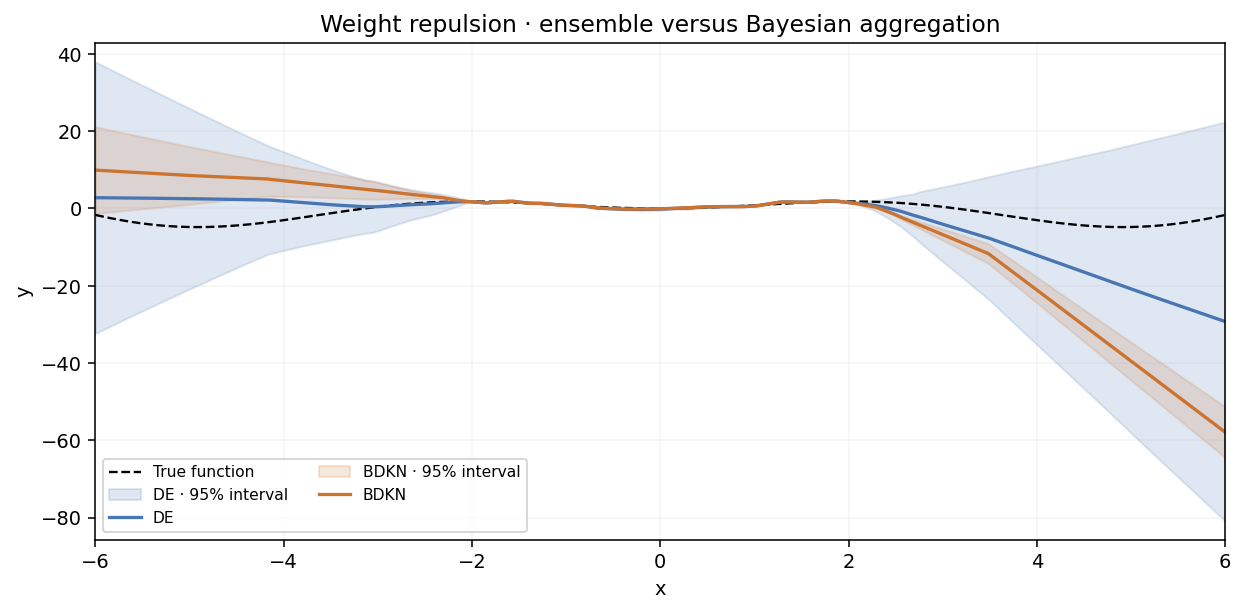 Weight repulsion · ensemble versus Bayesian aggregation
40
20
0
−20
−40
−60
−80
y
True function
DE · 95% interval
DE
BDKN · 95% interval
BDKN
−6
−4
−2
0
2
4
6
x